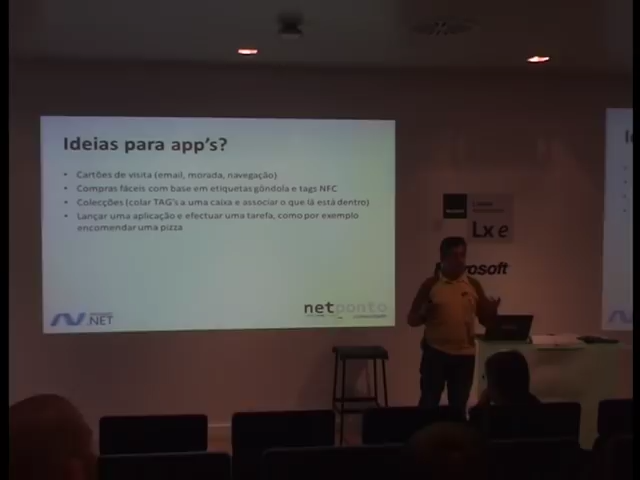 Ideias para app's?
• Cartões de visita (email, morada, navegação)
• Compras fáceis com base em etiquetas gôndola e tags NFC
• Colecções (colar TAG's a uma caixa e associar o que lá está dentro)
• Lançar uma aplicação e efectuar uma tarefa, como por exemplo
encomendar uma pizza
.NET
netponto
Lx e
rosoft